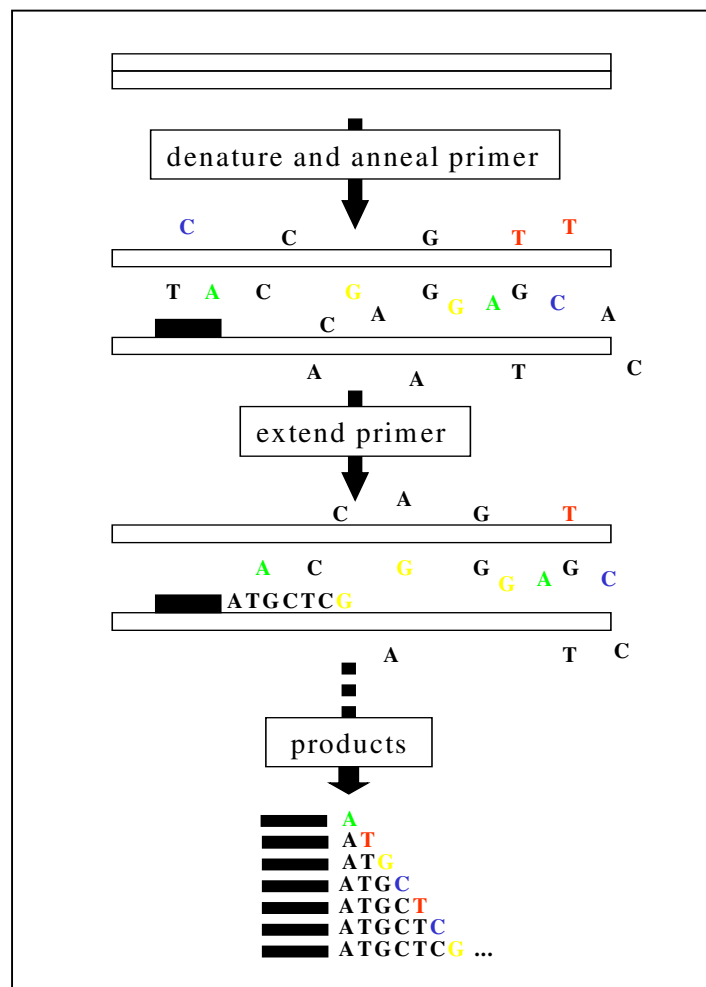 denature and anneal primer
C C G T T
T A C G G G A G C A
C A
A A T C
extend primer
C A G T
A C G G G A G C
ATGCTCG
A T C
products
A
AT
ATG
ATGC
ATGCT
ATGCTC
ATGCTCG ...